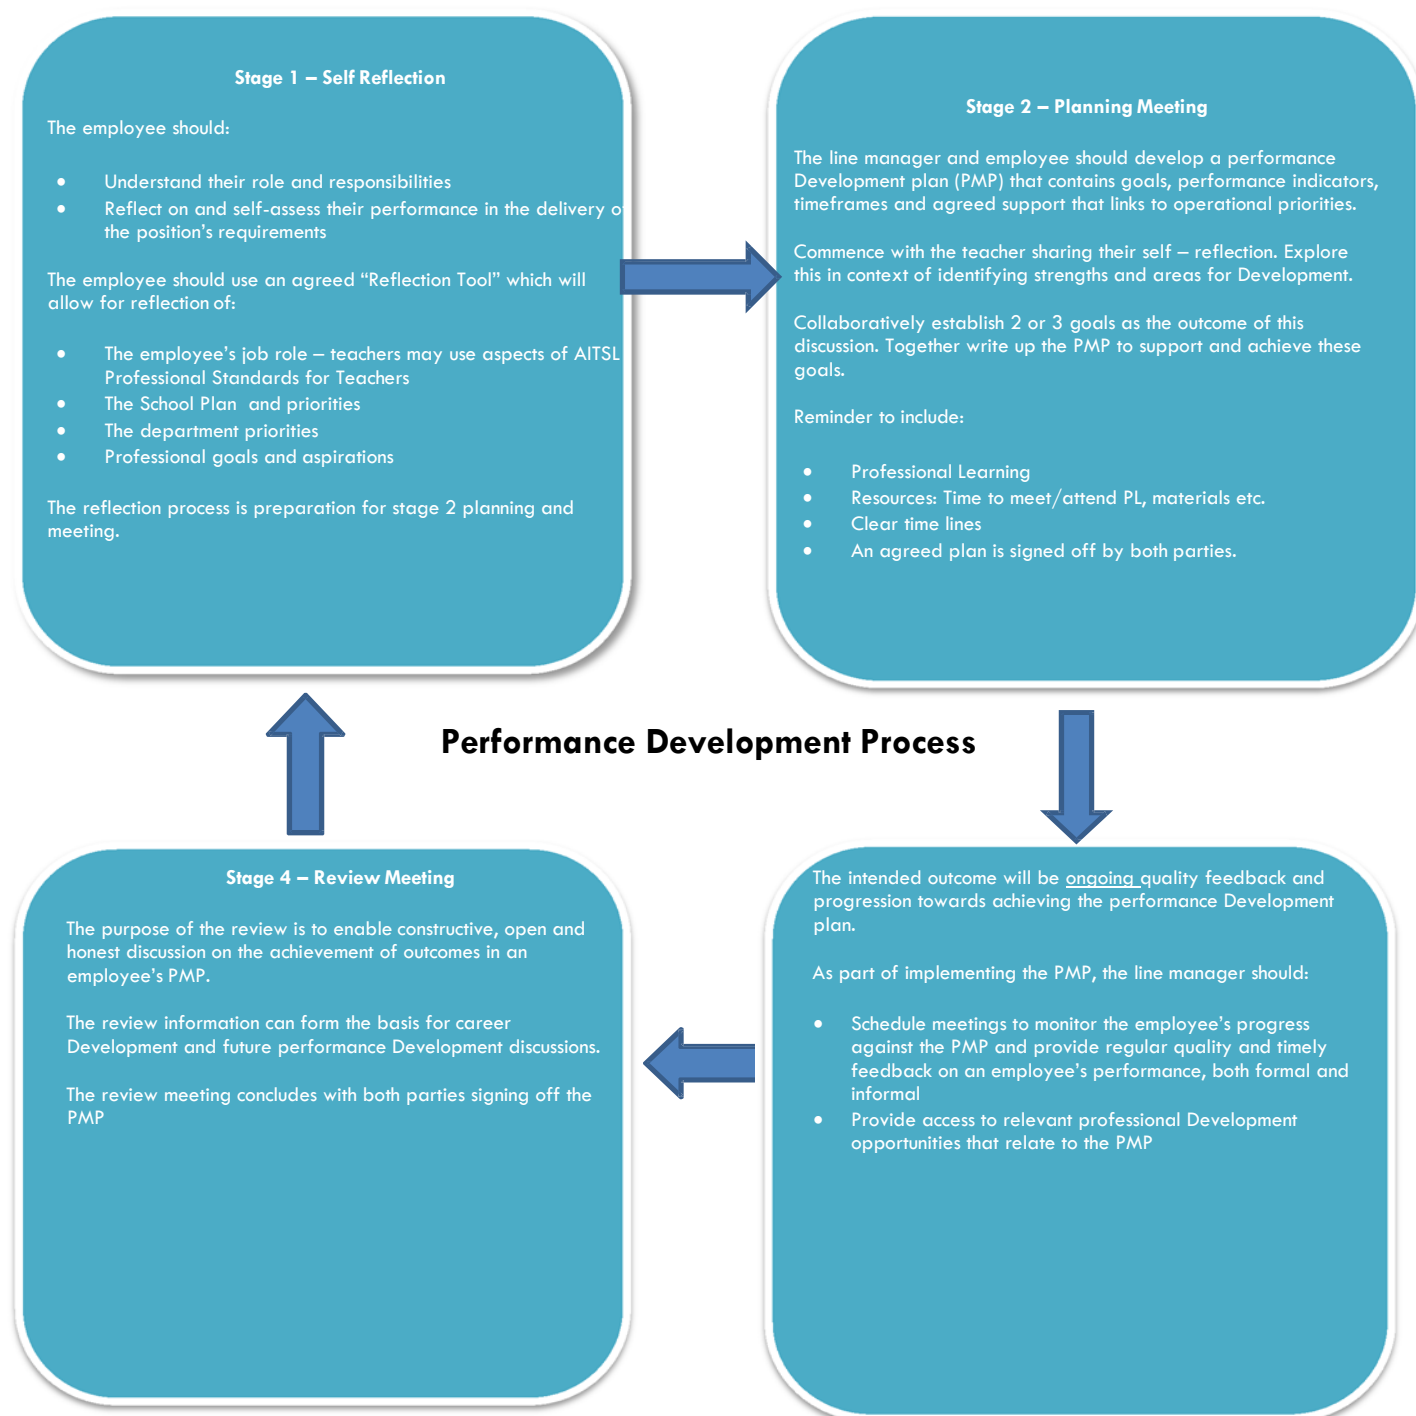 Stage 1 – Self Reflection
The employee should:
• Understand their role and responsibilities
• Reflect on and self-assess their performance in the delivery of
the position's requirements
The employee should use an agreed “Reflection Tool” which will
allow for reflection of:
• The employee's job role – teachers may use aspects of AITSL
Professional Standards for Teachers
• The School Plan and priorities
• The department priorities
• Professional goals and aspirations
The reflection process is preparation for stage 2 planning and
meeting.
Stage 2 – Planning Meeting
The line manager and employee should develop a performance
Development plan (PMP) that contains goals, performance indicators,
timeframes and agreed support that links to operational priorities.
Commence with the teacher sharing their self – reflection. Explore
this in context of identifying strengths and areas for Development.
Collaboratively establish 2 or 3 goals as the outcome of this
discussion. Together write up the PMP to support and achieve these
goals.
Reminder to include:
• Professional Learning
• Resources: Time to meet/attend PL, materials etc.
• Clear time lines
• An agreed plan is signed off by both parties.
Performance Development Process
Stage 4 – Review Meeting
The purpose of the review is to enable constructive, open and
honest discussion on the achievement of outcomes in an
employee's PMP.
The review information can form the basis for career
Development and future performance Development discussions.
The review meeting concludes with both parties signing off the
PMP
The intended outcome will be ongoing quality feedback and
progression towards achieving the performance Development
plan.
As part of implementing the PMP, the line manager should:
• Schedule meetings to monitor the employee's progress
against the PMP and provide regular quality and timely
feedback on an employee's performance, both formal and
informal
• Provide access to relevant professional Development
opportunities that relate to the PMP